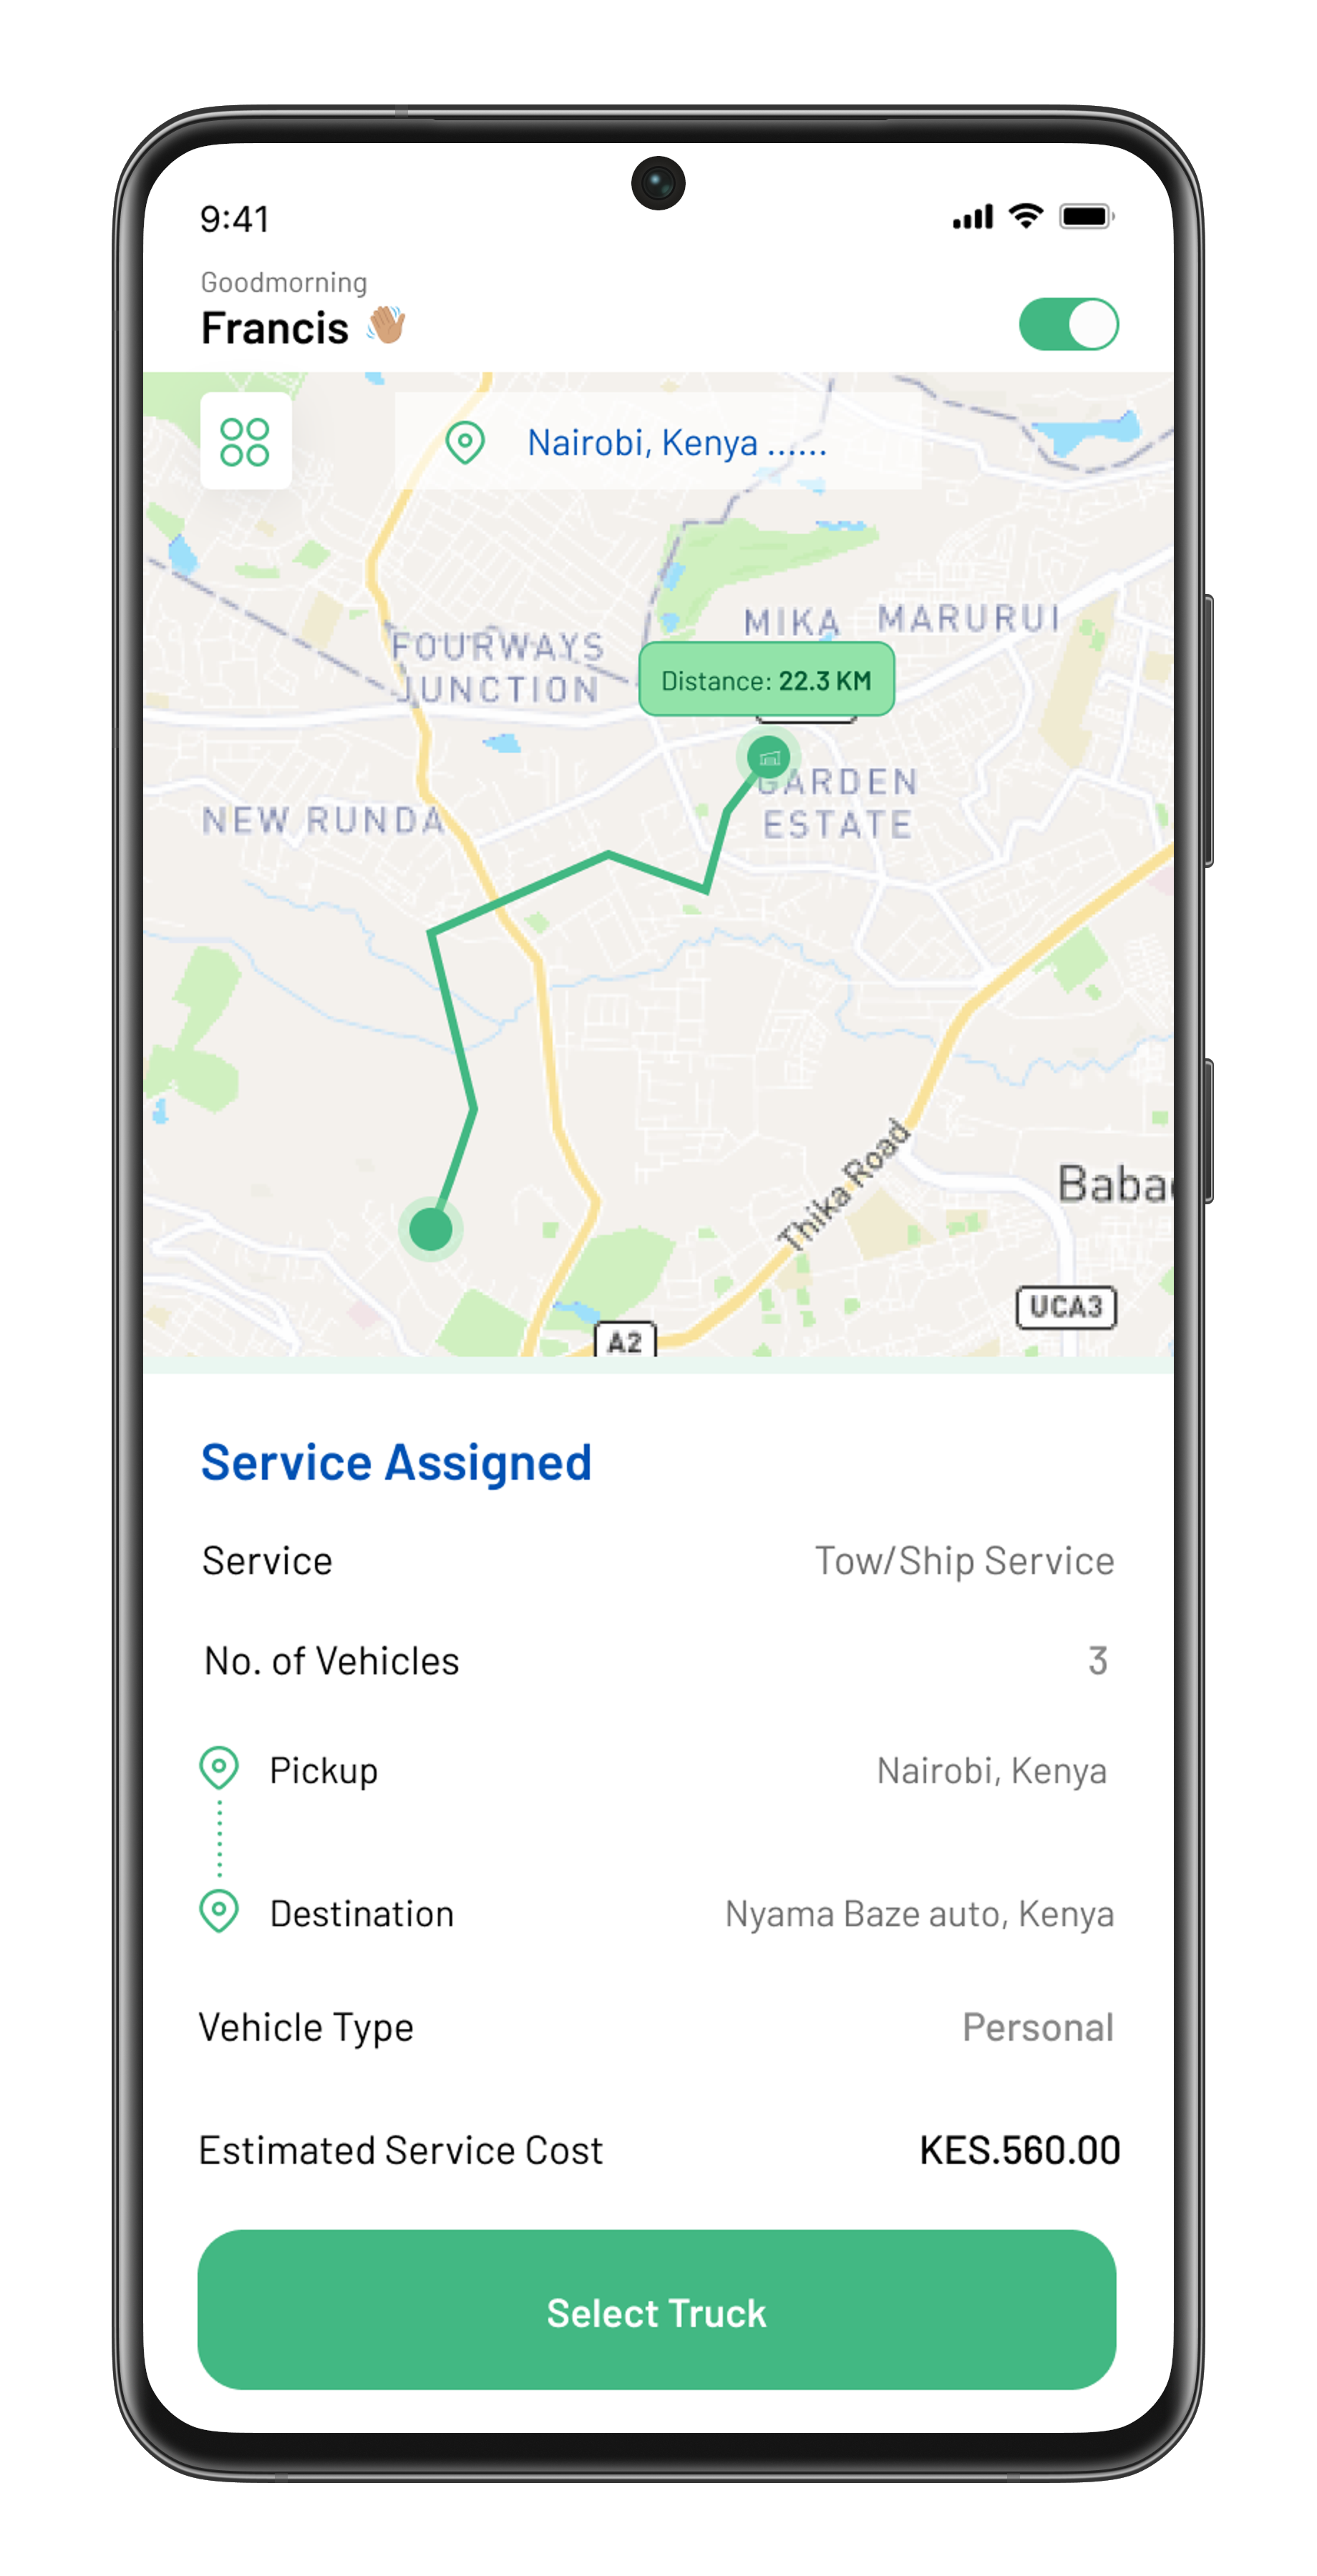 9:41
Goodmorning
Francis 👋🏽
Nairobi, Kenya ......
MIKA
MARURUI
FOURWAYS
JUNCTION
Distance: 22.3 KM
GARDEN
ESTATE
NEW RUNDA
Thika Road
Baba
UCA3
A2
Service Assigned
Service Tow/Ship Service
No. of Vehicles 3
Pickup Nairobi, Kenya
Destination Nyama Baze auto, Kenya
Vehicle Type Personal
Estimated Service Cost KES.560.00
Select Truck